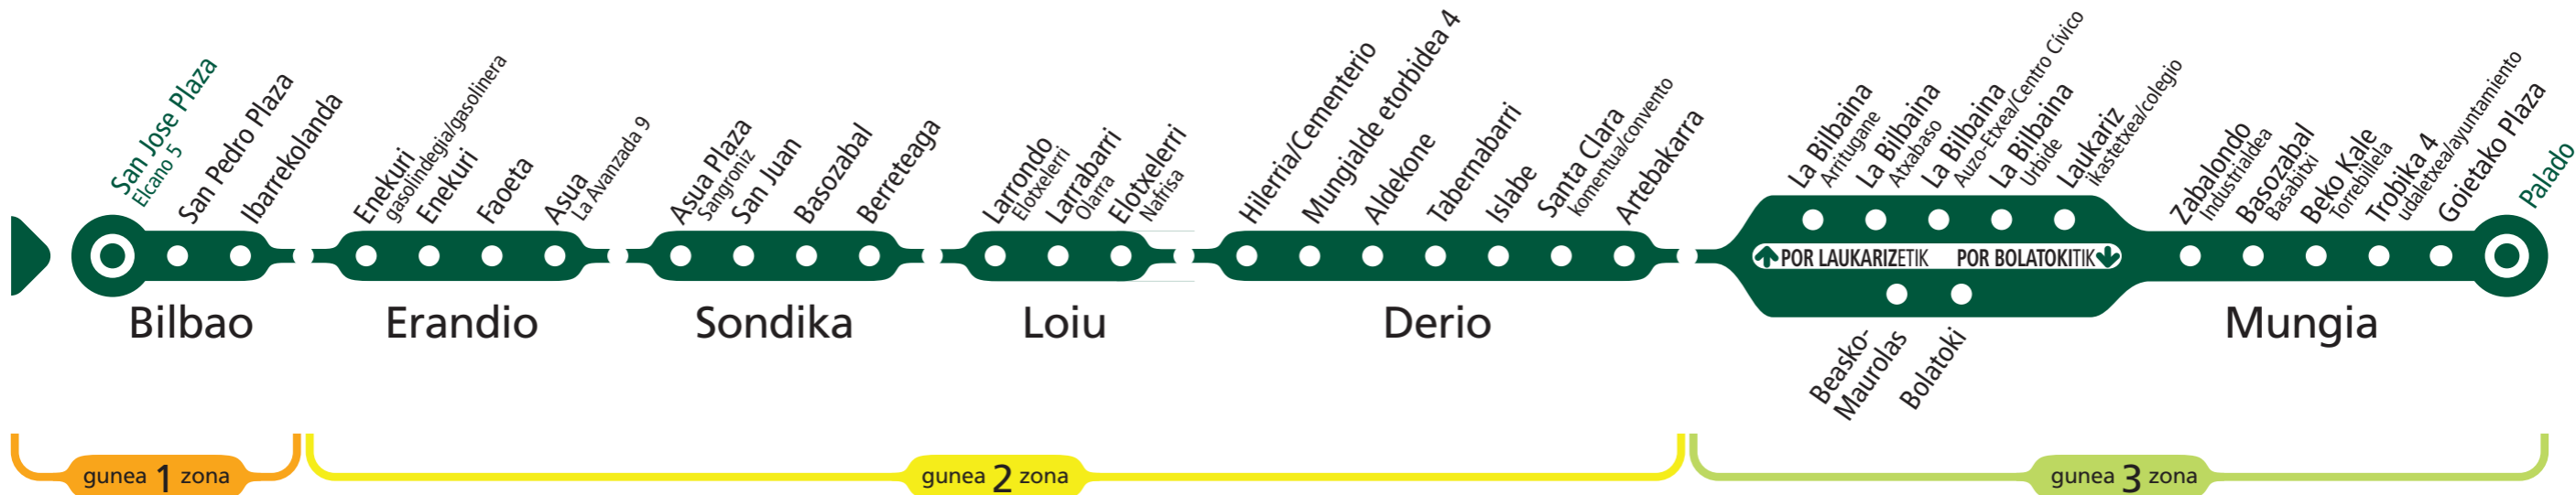 San Jose Plaza
Elcano 5
San Pedro Plaza
Ibarrekolanda
Enekuri
gasolindegia/gasolinera
Enekuri
Faoeta
Asua
La Avanzada 9
Asua Plaza
Sangroniz
San Juan
Basozabal
Berreteaga
Larrondo
Elotxelerri
Larrabarri
Olarra
Elotxelerri
Nafrisa
Hilerria/Cementerio
Mungialde etorbidea 4
Aldekone
Tabernabarri
Islabe
Santa Clara
komentua/convento
Artebakarra
La Bilbaina
Arritugane
La Bilbaina
Atxabaso
La Bilbaina
Auzo-Etxea/Centro Cívico
La Bilbaina
Urbide
Laukariz
ikastetxea/colegio
Zabalondo
Industrialdea
Basozabal
Basabitxi
Beko Kale
Torrebillela
Trobika 4
udaletxea/ayuntamiento
Goietako Plaza
Palado
POR LAUKARIZETIK
POR BOLATOKITIK
Beasko-
Maurolas
Bolatoki
Bilbao
Erandio
Sondika
Loiu
Derio
Mungia
gunea 1 zona
gunea 2 zona
gunea 3 zona